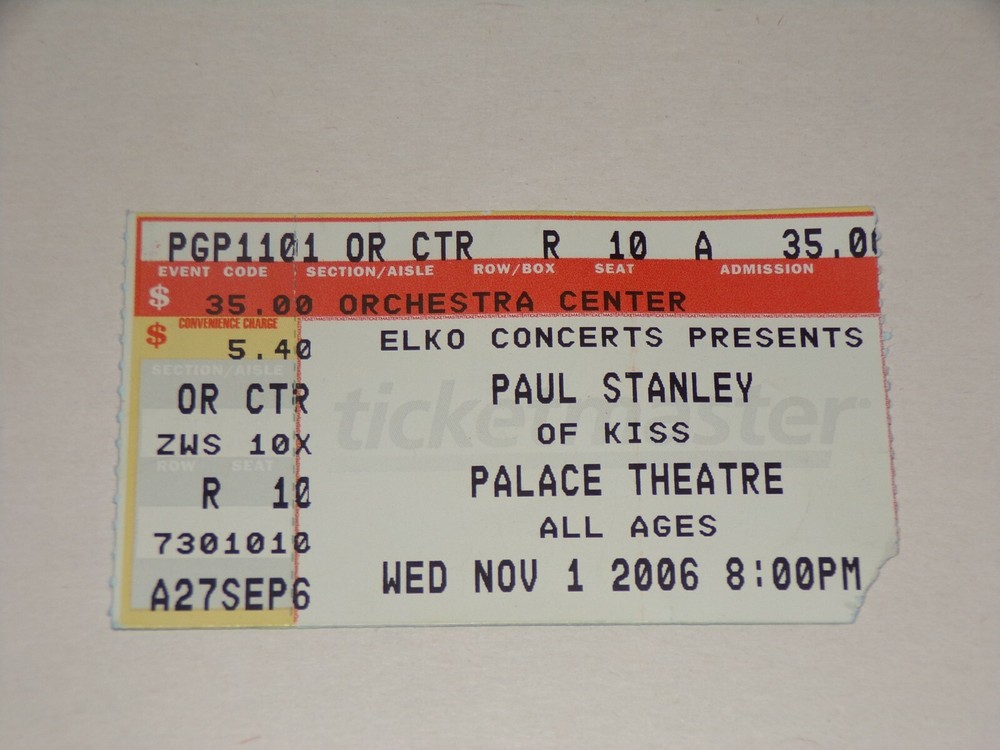 PGP1101 OR CTR R 10 A 35.00
EVENT CODE SECTION/AISLE ROW/BOX SEAT ADMISSION
$ 35.00 ORCHESTRA CENTER
$ CONVENIENCE CHARGE
5.40
SECTION/AISLE
OR CTR
ZWS 10X
ROW SEAT
R 10
7301010
A27SEP6
ELKO CONCERTS PRESENTS
PAUL STANLEY
ticketmaster
OF KISS
PALACE THEATRE
ALL AGES
WED NOV 1 2006 8:00PM